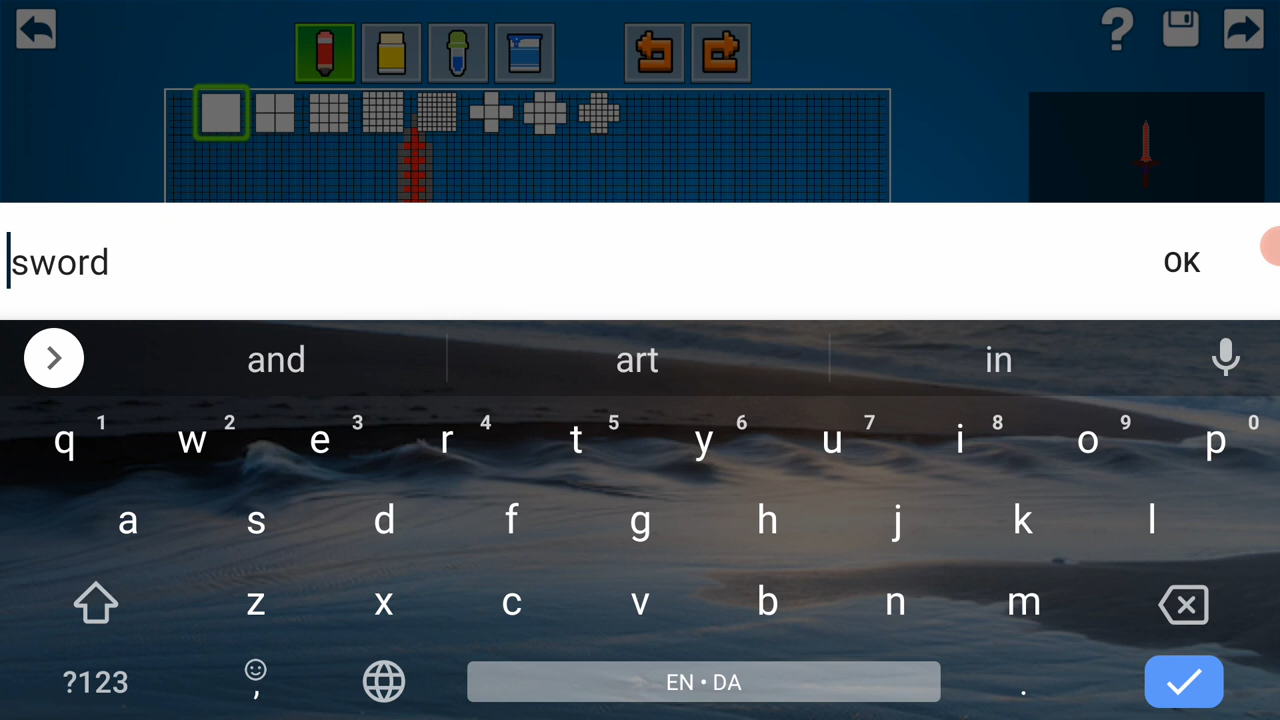 ?
sword OK
and art in
q 1 w 2 e 3 r 4 t 5 y 6 u 7 i 8 o 9 p 0
a s d f g h j k l
z x c v b n m
?123 , EN • DA .